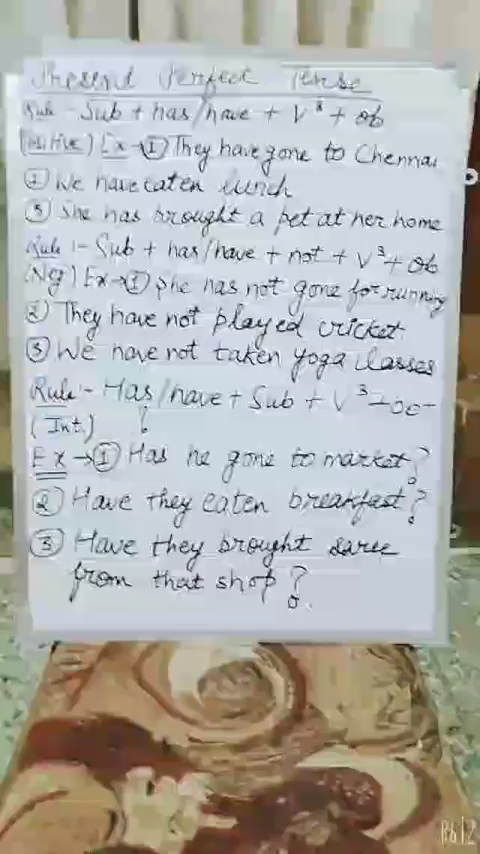 Present Perfect Tense
Rule - Sub + has/have + V³ + ob
(Positive) Ex → ① They have gone to Chennai
② We have eaten lunch
③ She has brought a pet at her home
Rule :- Sub + has/have + not + V³ + Ob
(Neg) Ex → ① She has not gone for running
② They have not played cricket.
③ We have not taken yoga classes
Rule :- Has/have + Sub + V³ + ob
(Int.) ?
Ex → ① Has he gone to market?
② Have they eaten breakfast?
③ Have they brought saree
from that shop?
B612